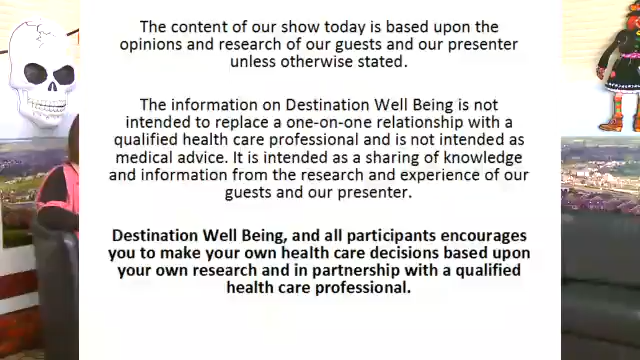 The content of our show today is based upon the
opinions and research of our guests and our presenter
unless otherwise stated.
The information on Destination Well Being is not
intended to replace a one-on-one relationship with a
qualified health care professional and is not intended as
medical advice. It is intended as a sharing of knowledge
and information from the research and experience of our
guests and our presenter.
Destination Well Being, and all participants encourages
you to make your own health care decisions based upon
your own research and in partnership with a qualified
health care professional.